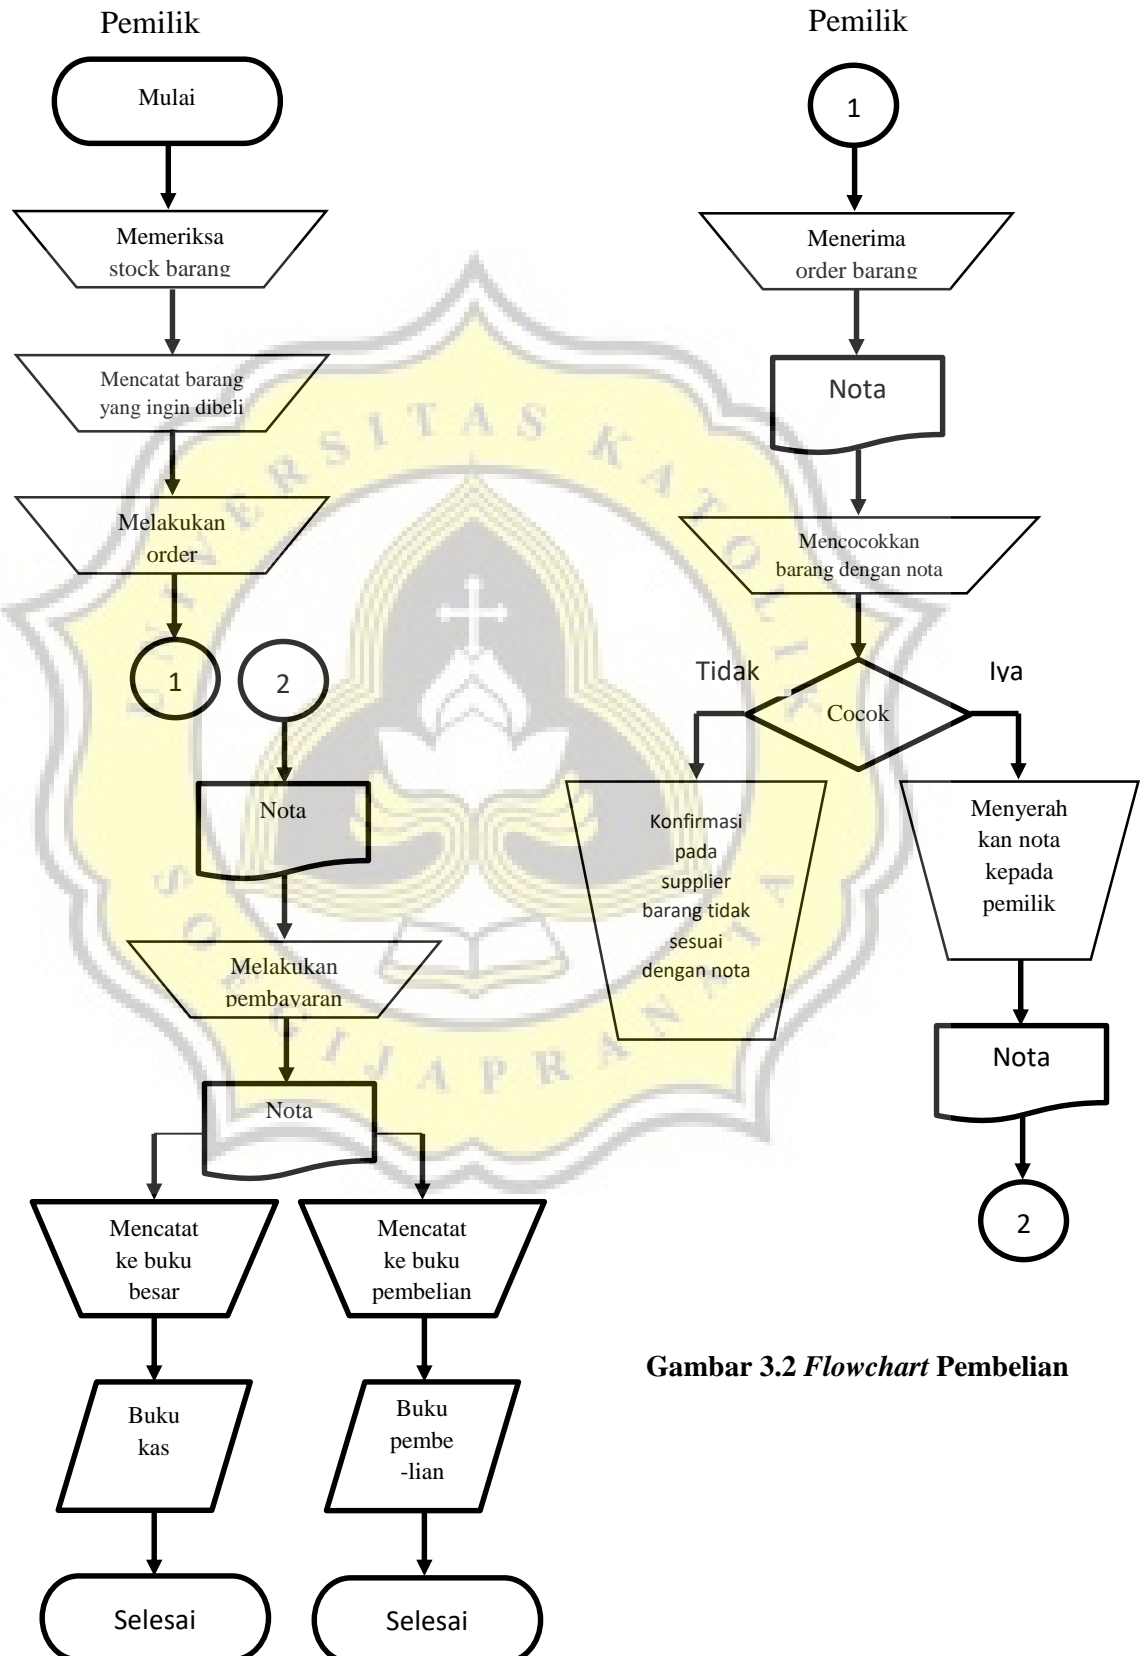 Pemilik
Mulai
Memeriksa
stock barang
Mencatat barang
yang ingin dibeli
Melakukan
order
1
2
Nota
Melakukan
pembayaran
Nota
Mencatat
ke buku
besar
Mencatat
ke buku
pembelian
Buku
kas
Buku
pembe
-lian
Selesai
Selesai
Pemilik
1
Menerima
order barang
Nota
Mencocokkan
barang dengan nota
Tidak
Iya
Cocok
Konfirmasi
pada
supplier
barang tidak
sesuai
dengan nota
Menyerah
kan nota
kepada
pemilik
Nota
2
Gambar 3.2 Flowchart Pembelian
UNIVERSITAS KATOLIK
SOEGIJAPRANATA